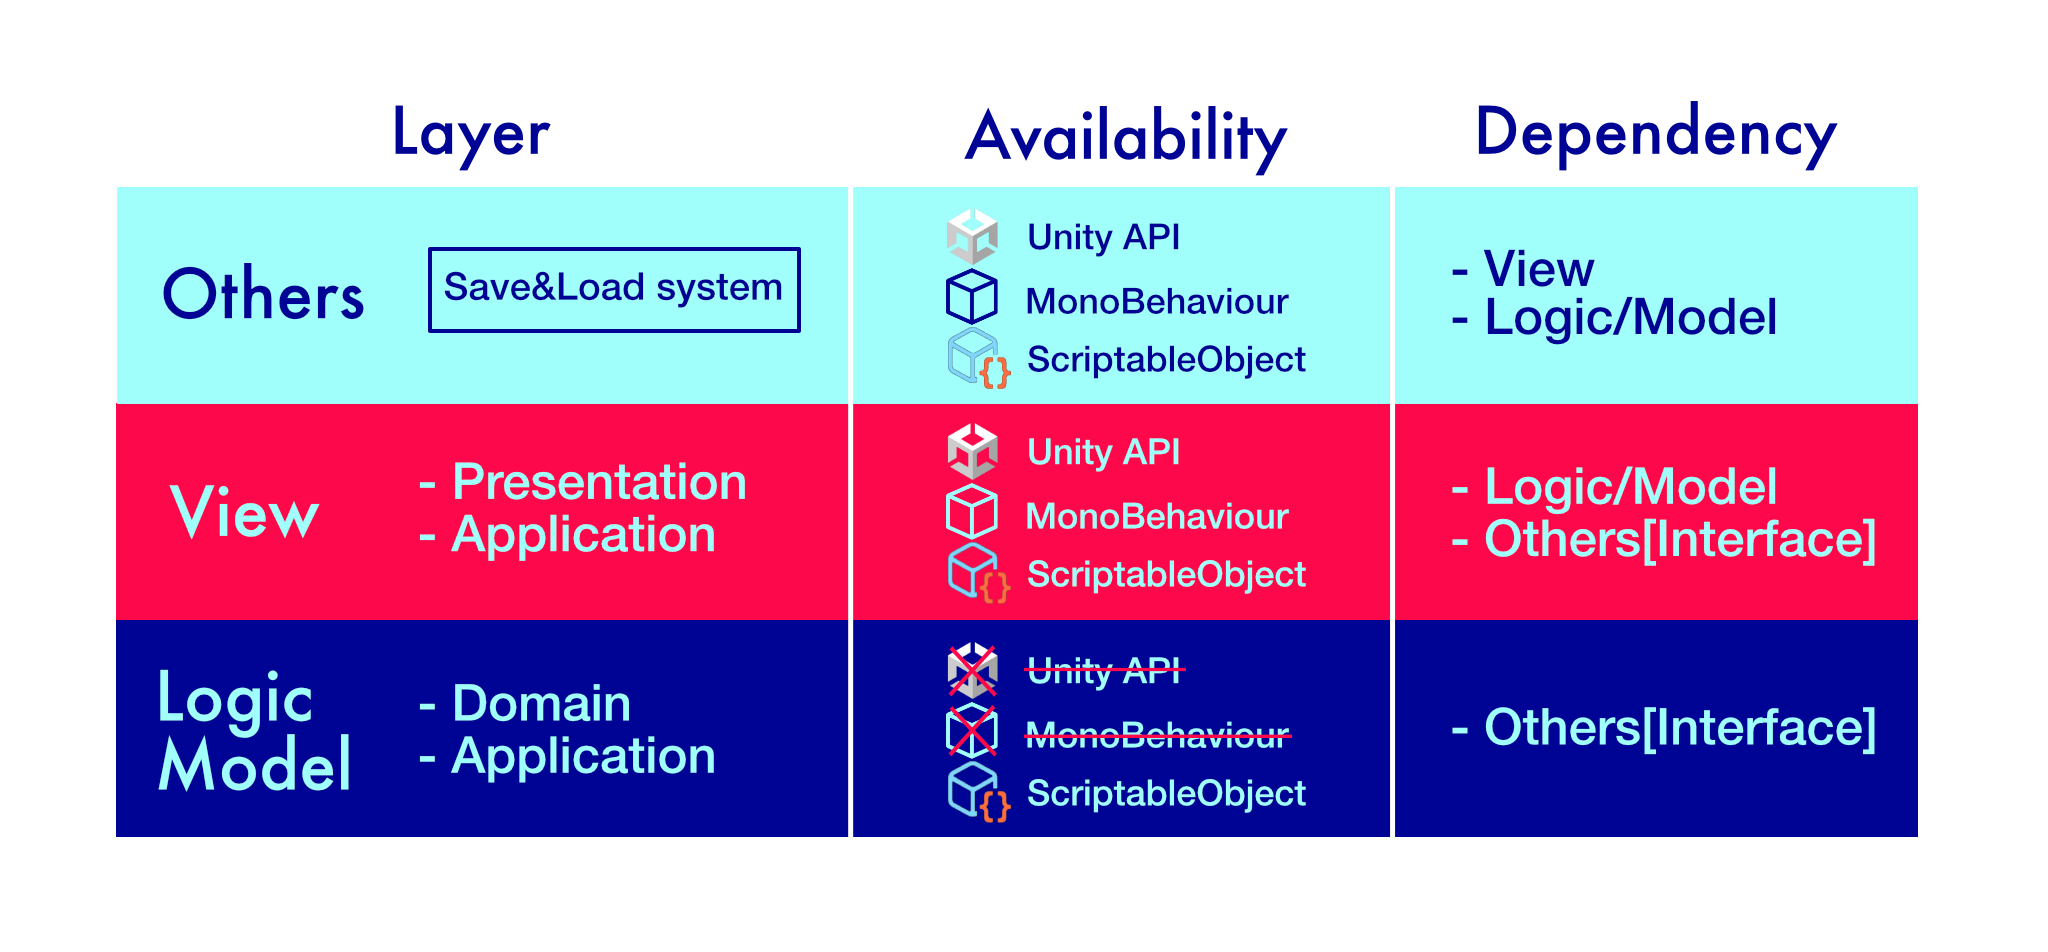 Layer
Availability
Dependency
Others
Save&Load system
Unity API
MonoBehaviour
ScriptableObject
- View
- Logic/Model
View
- Presentation
- Application
Unity API
MonoBehaviour
ScriptableObject
- Logic/Model
- Others[Interface]
Logic
Model
- Domain
- Application
Unity API
MonoBehaviour
ScriptableObject
- Others[Interface]